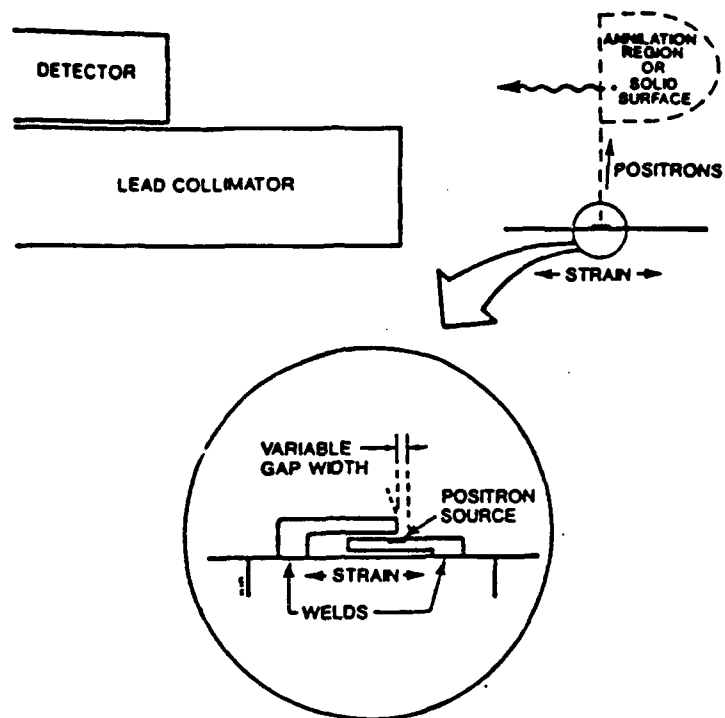 DETECTOR
LEAD COLLIMATOR
ANNILATION
REGION
OR
SOLID
SURFACE
POSITRONS
STRAIN
VARIABLE
GAP WIDTH
POSITRON
SOURCE
STRAIN
WELDS